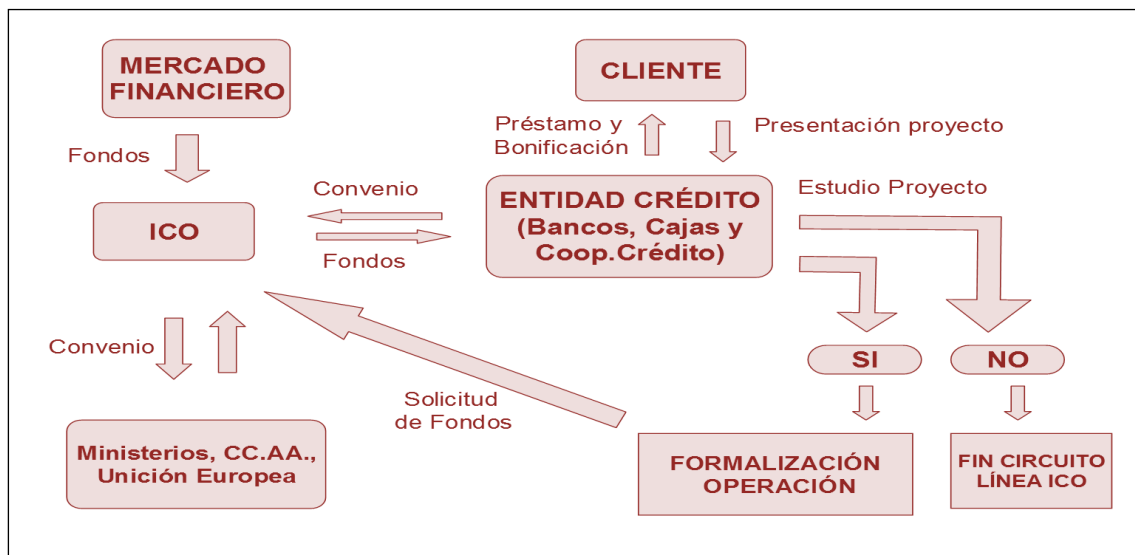 MERCADO
FINANCIERO
CLIENTE
Fondos
Préstamo y
Bonificación
Presentación proyecto
ICO
Convenio
Fondos
ENTIDAD CRÉDITO
(Bancos, Cajas y
Coop.Crédito)
Estudio Proyecto
Convenio
Solicitud
de Fondos
SI
NO
Ministerios, CC.AA.,
Unición Europea
FORMALIZACIÓN
OPERACIÓN
FIN CIRCUITO
LÍNEA ICO